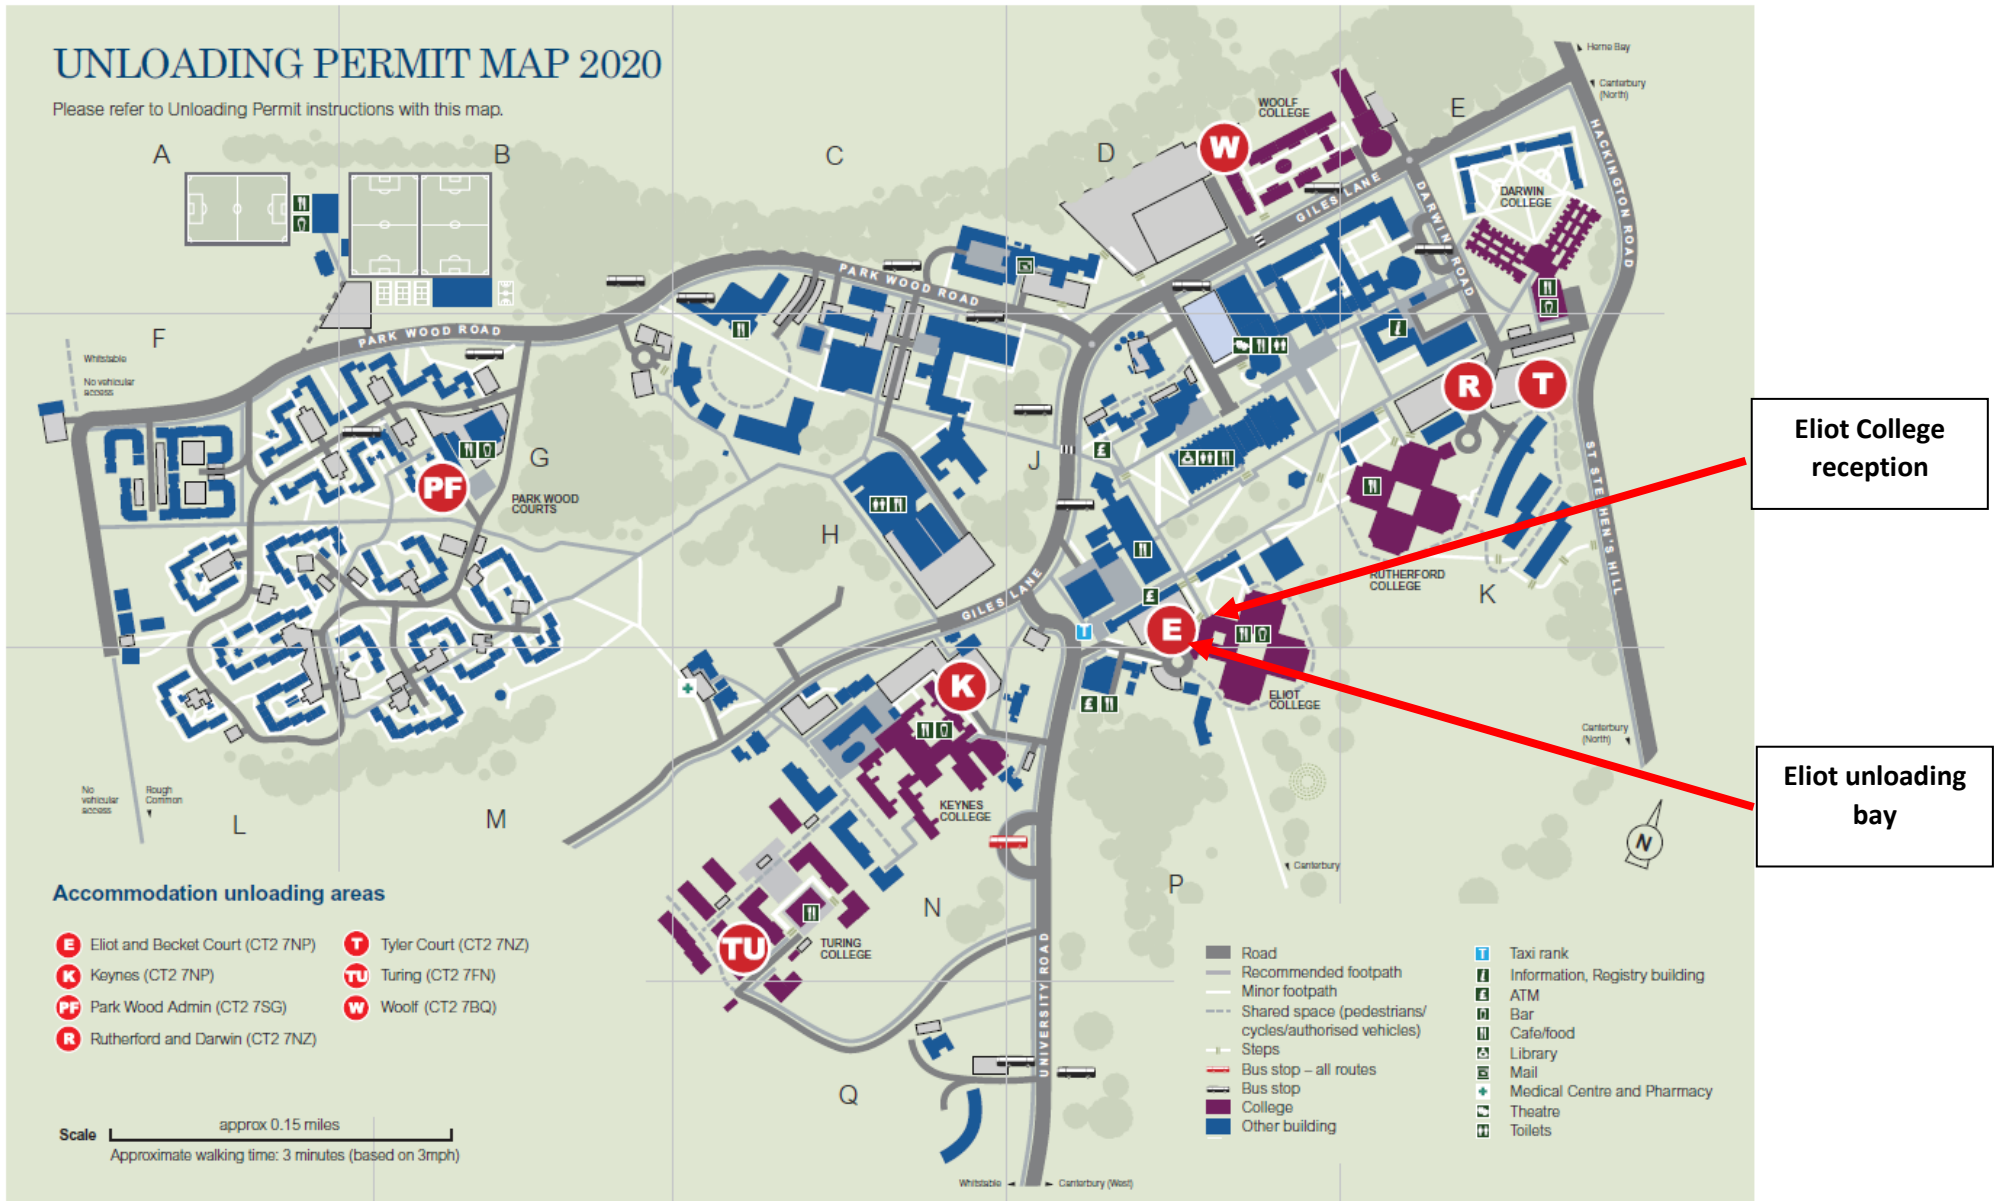 UNLOADING PERMIT MAP 2020
Please refer to Unloading Permit instructions with this map.
A
B
C
D
E
Herne Bay
Canterbury
(North)
WOOLF
COLLEGE
W
HACKINGTON ROAD
DARWIN
COLLEGE
GILES LANE
DARWIN ROAD
PARK WOOD ROAD
PARK WOOD ROAD
F
Whitstable
No vehicular
access
G
PARK WOOD
COURTS
PF
H
J
R
T
ST STEPHEN'S HILL
Eliot College
reception
RUTHERFORD
COLLEGE
K
GILES LANE
T
E
ELIOT
COLLEGE
K
KEYNES
COLLEGE
Canterbury
(North)
Eliot unloading
bay
N
No
vehicular
access
Rough
Common
L
M
N
P
Canterbury
TU
TURING
COLLEGE
UNIVERSITY ROAD
Q
Whitstable
Canterbury (West)
Accommodation unloading areas
E Eliot and Becket Court (CT2 7NP)
K Keynes (CT2 7NP)
PF Park Wood Admin (CT2 7SG)
R Rutherford and Darwin (CT2 7NZ)
T Tyler Court (CT2 7NZ)
TU Turing (CT2 7FN)
W Woolf (CT2 7BQ)
Scale
approx 0.15 miles
Approximate walking time: 3 minutes (based on 3mph)
Road
Recommended footpath
Minor footpath
Shared space (pedestrians/
cycles/authorised vehicles)
Steps
Bus stop – all routes
Bus stop
College
Other building
T Taxi rank
i Information, Registry building
£ ATM
Bar
Cafe/food
Library
Mail
Medical Centre and Pharmacy
Theatre
Toilets